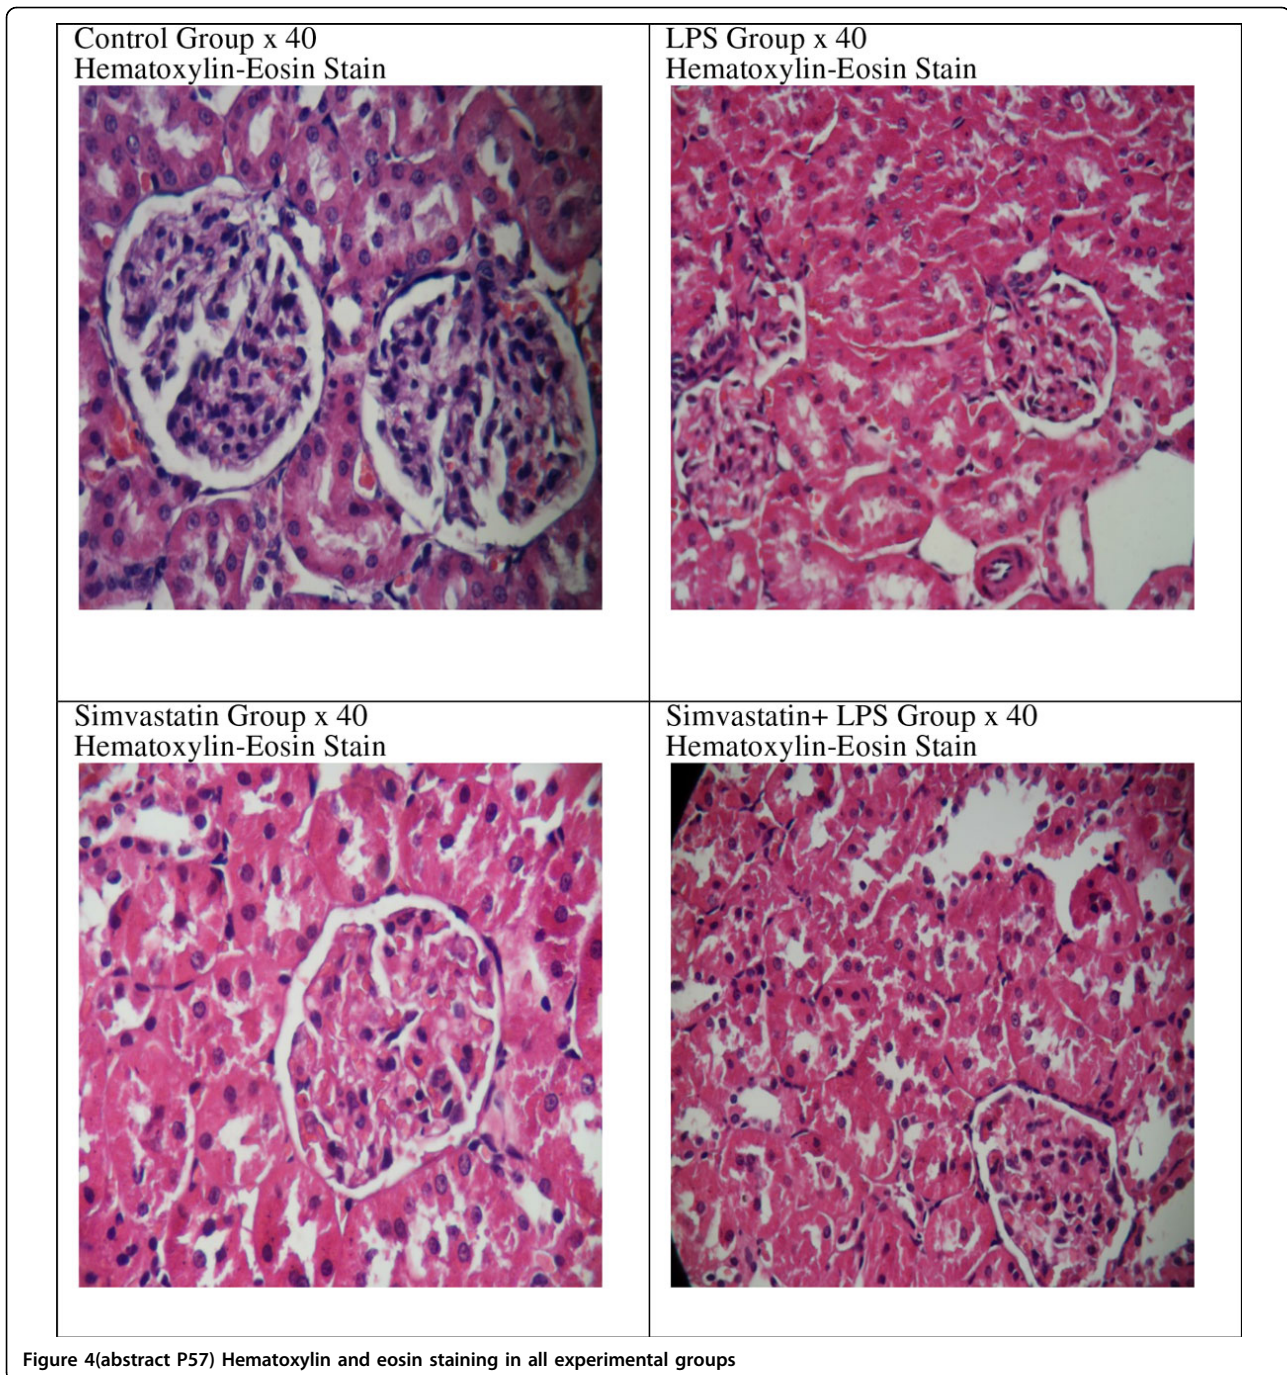 Control Group x 40
Hematoxylin-Eosin Stain
LPS Group x 40
Hematoxylin-Eosin Stain
Simvastatin Group x 40
Hematoxylin-Eosin Stain
Simvastatin+ LPS Group x 40
Hematoxylin-Eosin Stain
Figure 4(abstract P57) Hematoxylin and eosin staining in all experimental groups